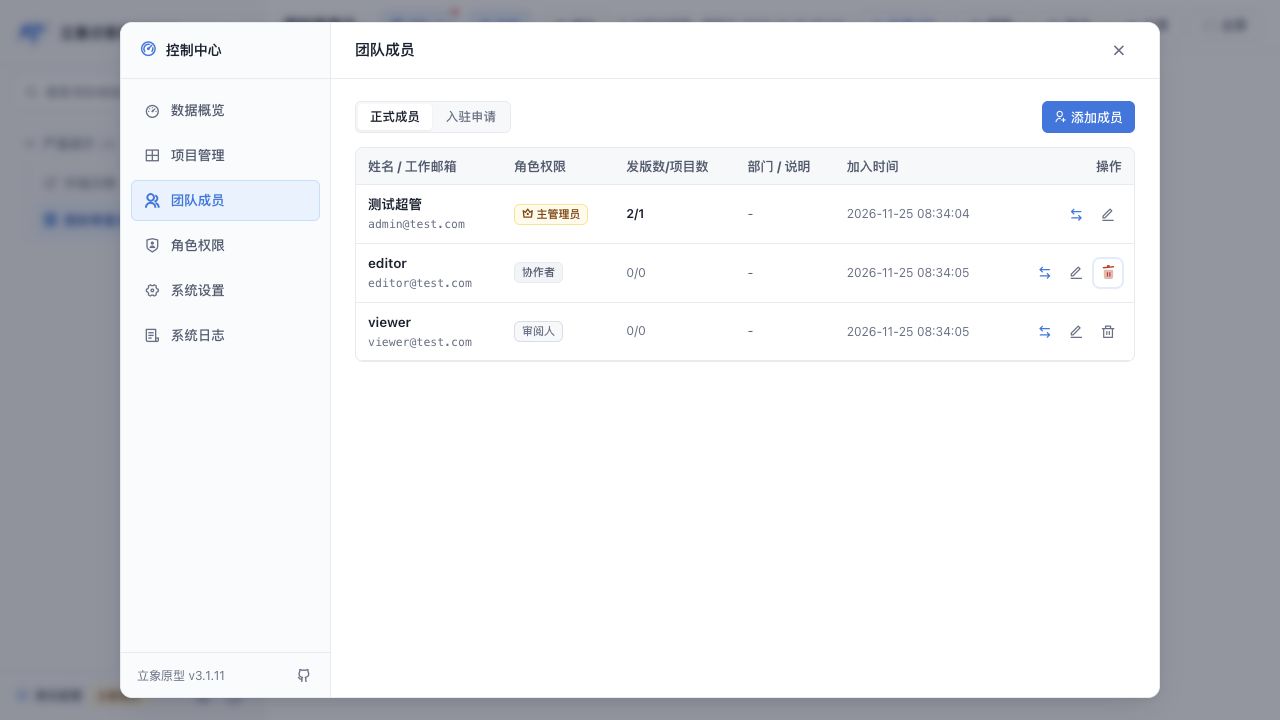 控制中心
数据概览
项目管理
团队成员
角色权限
系统设置
系统日志
立象原型 v3.1.11
团队成员
正式成员 入驻申请 添加成员
姓名 / 工作邮箱 角色权限 发版数/项目数 部门 / 说明 加入时间 操作
测试超管 主管理员 2/1 - 2026-11-25 08:34:04
admin@test.com
editor 协作者 0/0 - 2026-11-25 08:34:05
editor@test.com
viewer 审阅人 0/0 - 2026-11-25 08:34:05
viewer@test.com